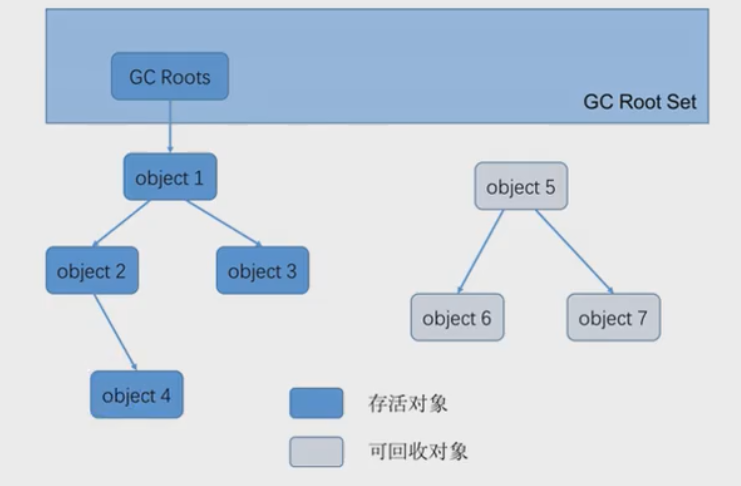 GC Roots
GC Root Set
object 1
object 5
object 2
object 3
object 6
object 7
object 4
存活对象
可回收对象